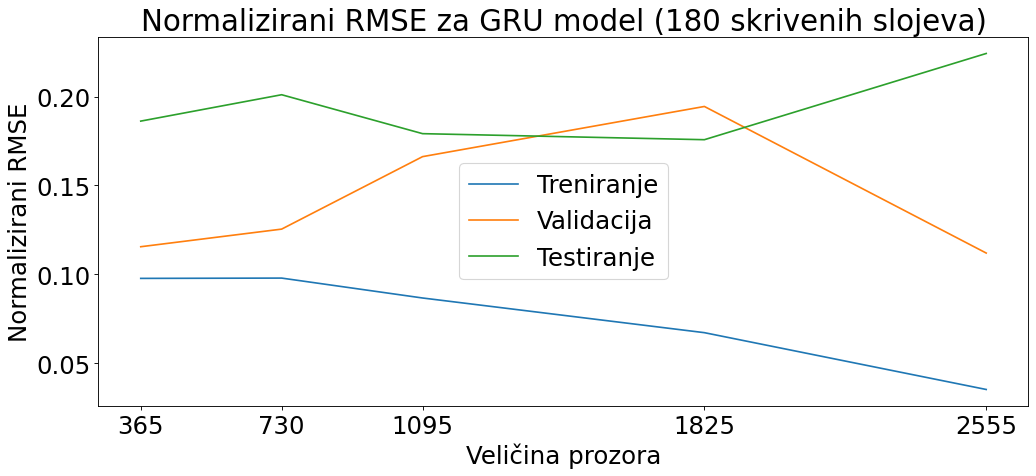 Normalizirani RMSE za GRU model (180 skrivenih slojeva)
Normalizirani RMSE
0.20
0.15
0.10
0.05
Treniranje
Validacija
Testiranje
365 730 1095 1825 2555
Veličina prozora